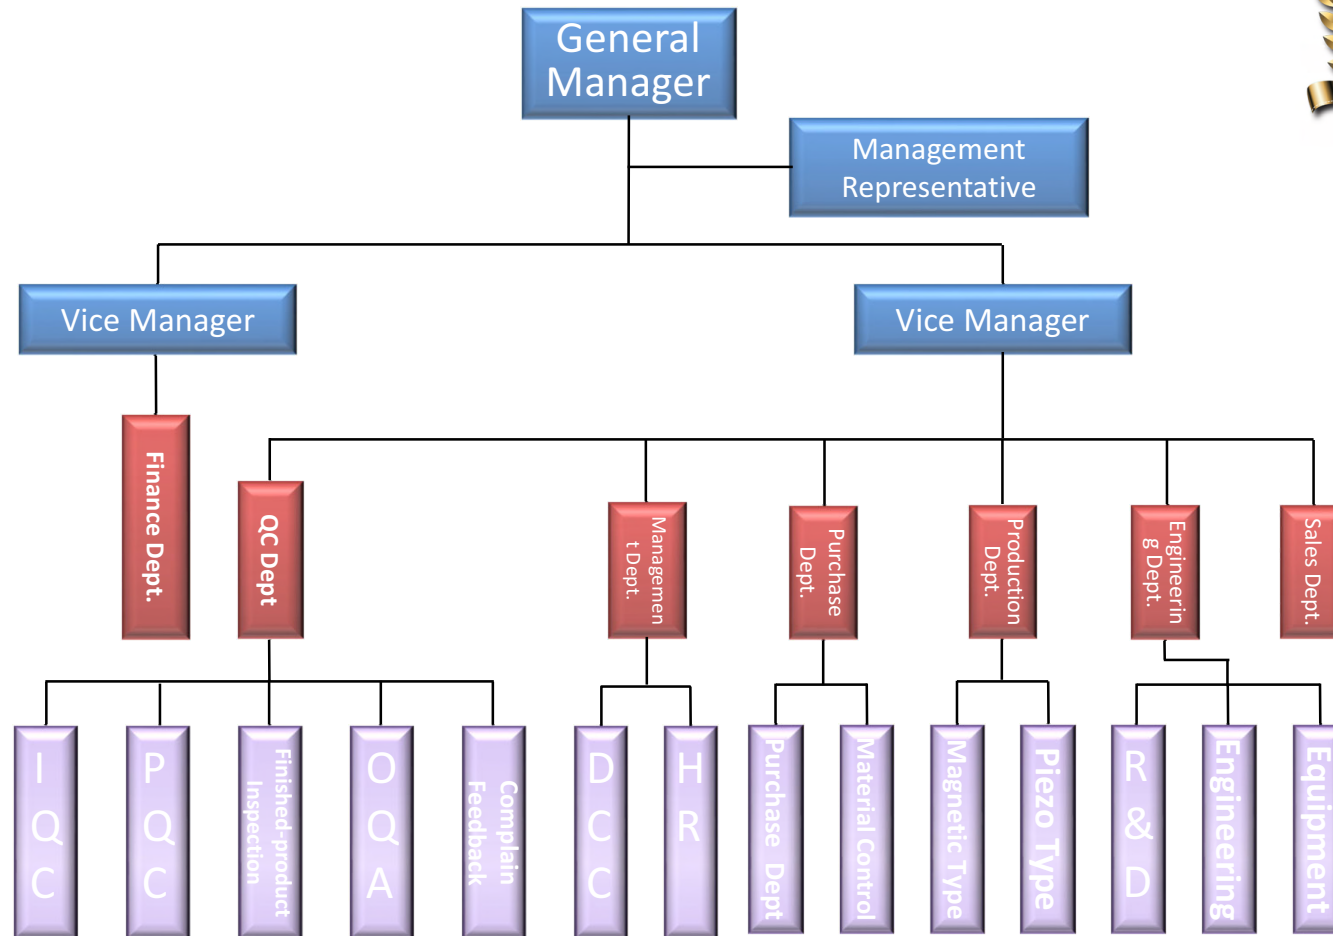 General
Manager
Management
Representative
Vice Manager
Vice Manager
Finance Dept.
QC Dept
Managemen
t Dept.
Purchase
Dept.
Production
Dept.
Engineerin
g Dept.
Sales Dept.
I
Q
C
P
Q
C
Finished-product
Inspection
O
Q
A
Complain
Feedback
D
C
C
H
R
Purchase Dept
Material Control
Magnetic Type
Piezo Type
R
&
D
Engineering
Equipment